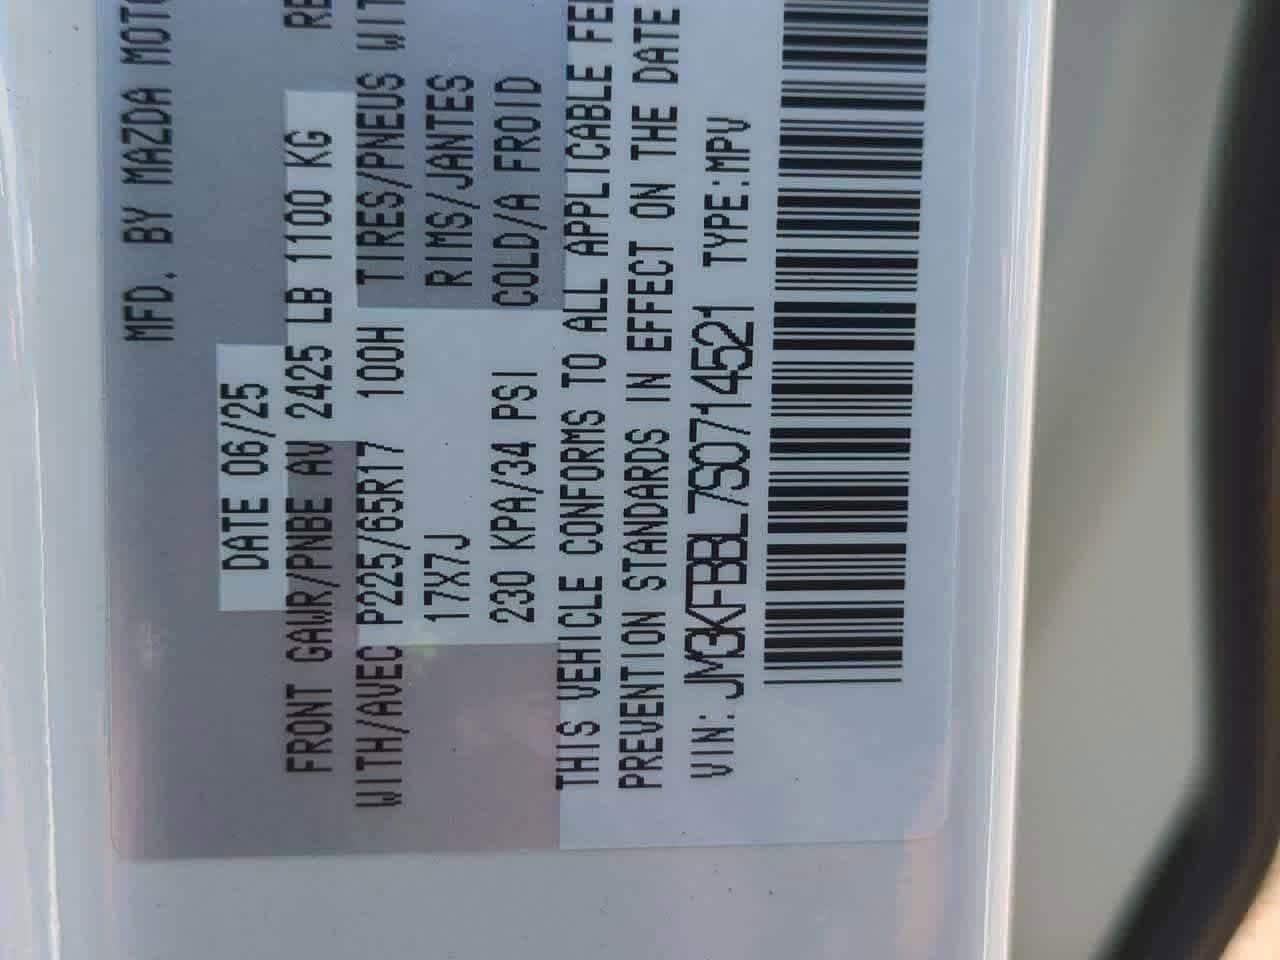 MFD. BY MAZDA
DATE 06/25
FRONT GAWR/PNBE AV 2425 LB 1100 KG
WITH/AVEC P225/65R17 100H TIRES/PNEUS
17X7J RIMS/JANTES
230 KPA/34 PSI COLD/A FROID
THIS VEHICLE CONFORMS TO ALL APPLICABLE
PREVENTION STANDARDS IN EFFECT ON THE DATE
VIN: JM3KFBBL7S0714521 TYPE:MPV